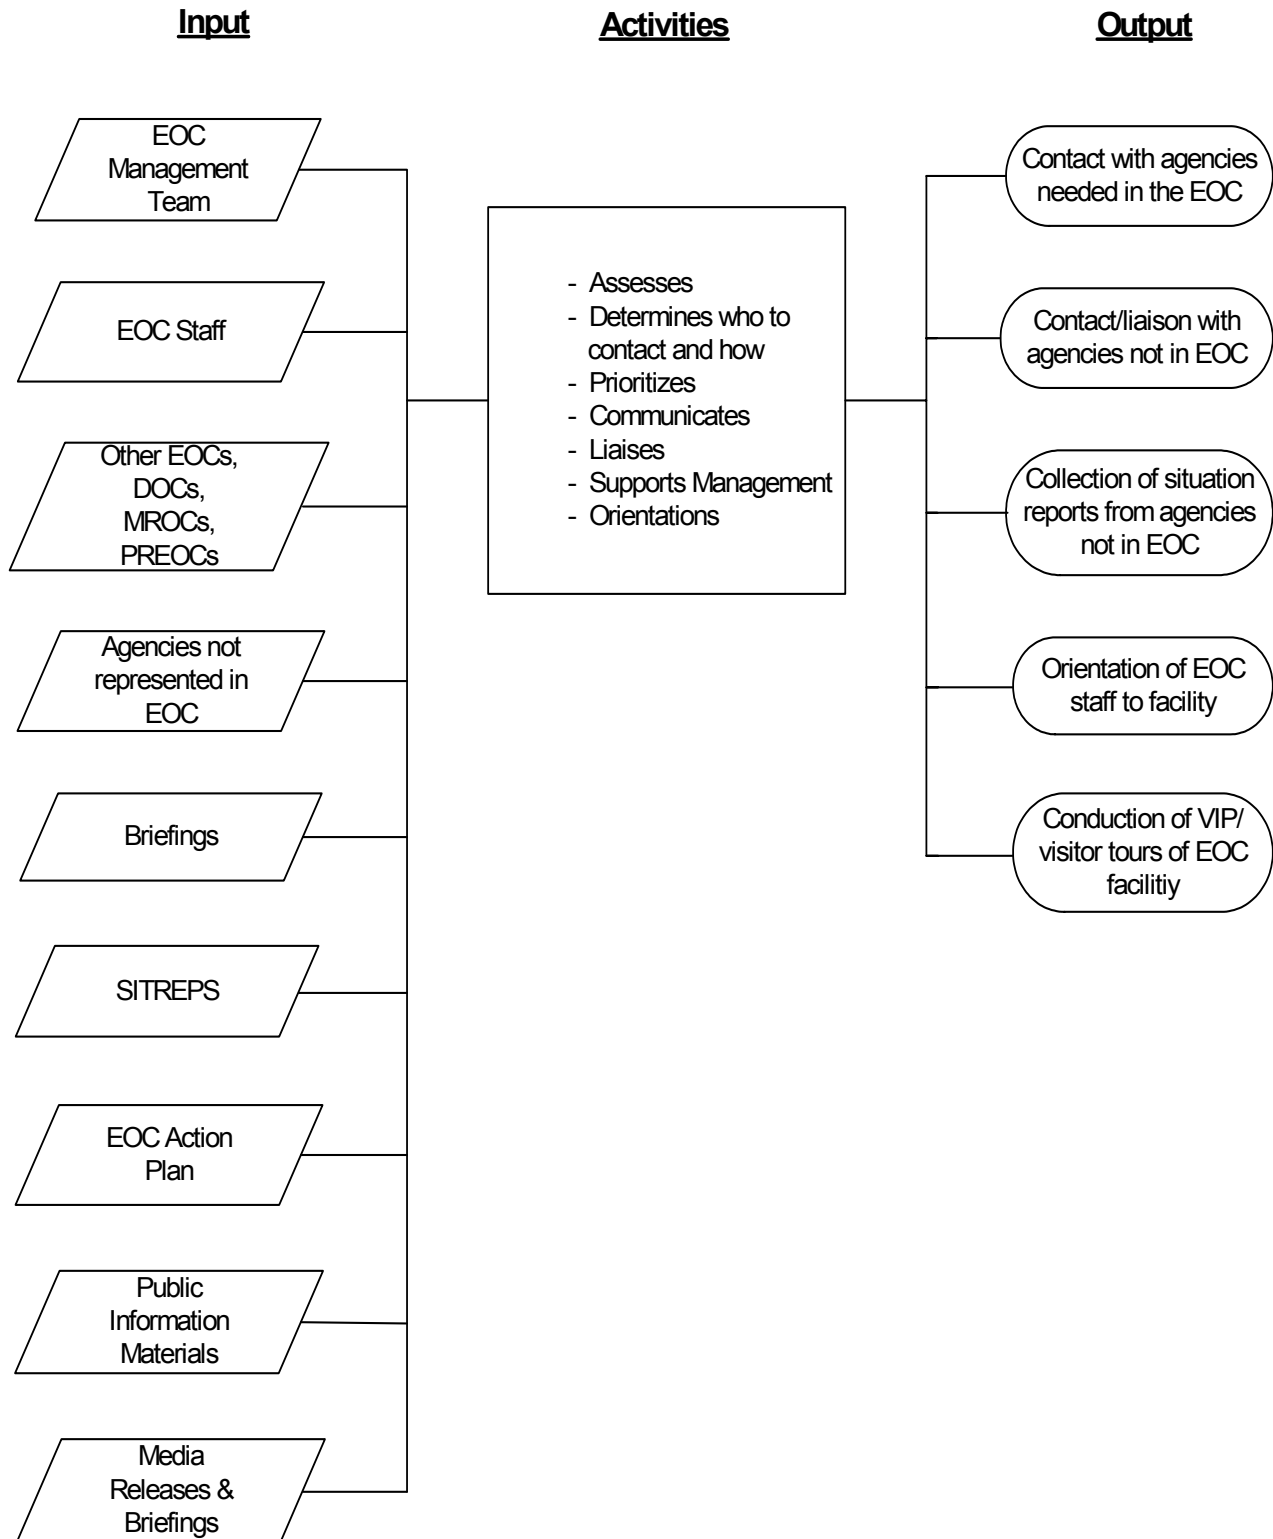 Input
Activities
Output
EOC
Management
Team
EOC Staff
Other EOCs,
DOCs,
MROCs,
PREOCs
Agencies not
represented in
EOC
Briefings
SITREPS
EOC Action
Plan
Public
Information
Materials
Media
Releases &
Briefings
- Assesses
- Determines who to
contact and how
- Prioritizes
- Communicates
- Liaises
- Supports Management
- Orientations
Contact with agencies
needed in the EOC
Contact/liaison with
agencies not in EOC
Collection of situation
reports from agencies
not in EOC
Orientation of EOC
staff to facility
Conduction of VIP/
visitor tours of EOC
facilitiy